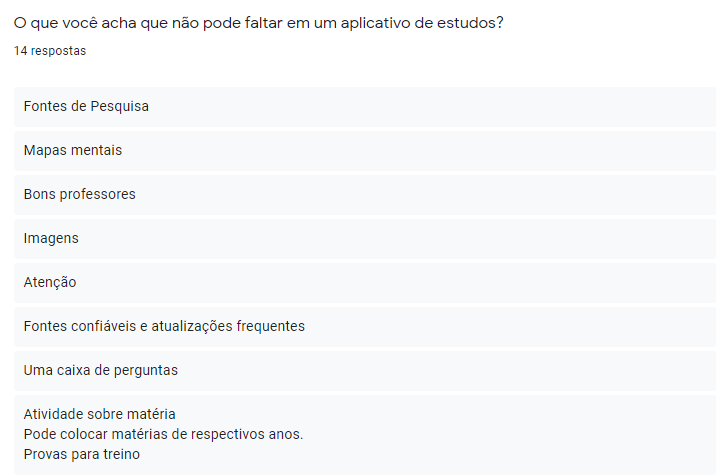 O que você acha que não pode faltar em um aplicativo de estudos?
14 respostas
Fontes de Pesquisa
Mapas mentais
Bons professores
Imagens
Atenção
Fontes confiáveis e atualizações frequentes
Uma caixa de perguntas
Atividade sobre matéria
Pode colocar matérias de respectivos anos.
Provas para treino